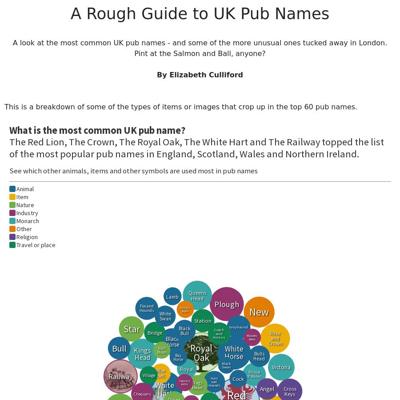 A Rough Guide to UK Pub Names
A look at the most common UK pub names - and some of the more unusual ones tucked away in London.
Pint at the Salmon and Ball, anyone?
By Elizabeth Culliford
This is a breakdown of some of the types of items or images that crop up in the top 60 pub names.
What is the most common UK pub name?
The Red Lion, The Crown, The Royal Oak, The White Hart and The Railway topped the list
of the most popular pub names in England, Scotland, Wales and Northern Ireland.
See which other animals, items and other symbols are used most in pub names
Animal
Item
Nature
Industry
Monarch
Other
Religion
Travel or place
Lamb
Queens
Head
Plough
New
White
Swan
Station
Star
Bridge
Black
Bull
Greyhound
Bull
Kings
Head
Royal
Oak
White
Horse
Bulls
Head
Victoria
Railway
Village
Royal
Cock
Angel
Cross
Keys
White
Red